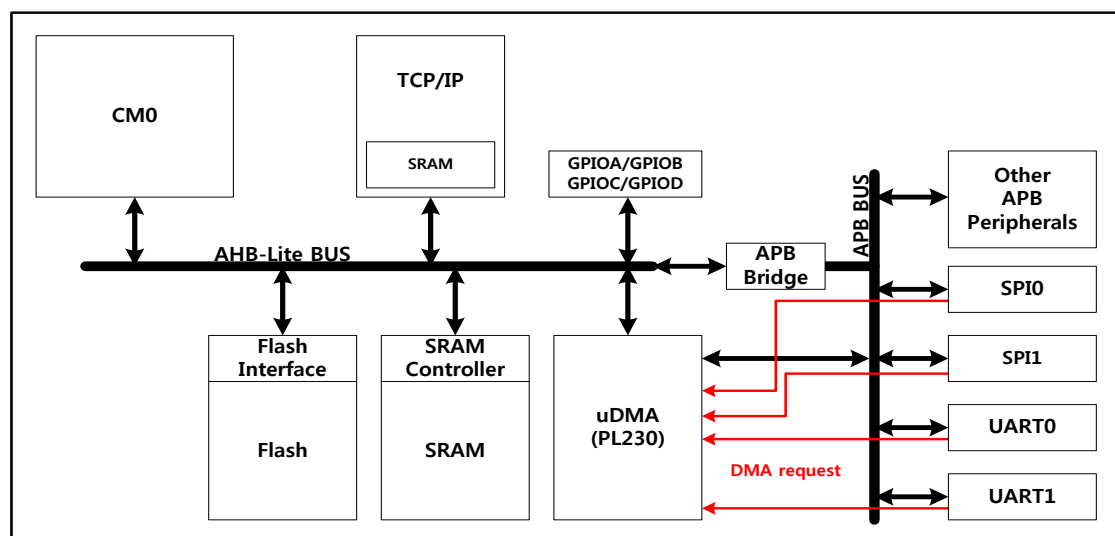 CM0
TCP/IP
SRAM
GPIOA/GPIOB
GPIOC/GPIOD
Other
APB
Peripherals
APB BUS
AHB-Lite BUS
APB
Bridge
SPI0
Flash
Interface
SRAM
Controller
SPI1
uDMA
(PL230)
UART0
Flash
SRAM
DMA request
UART1